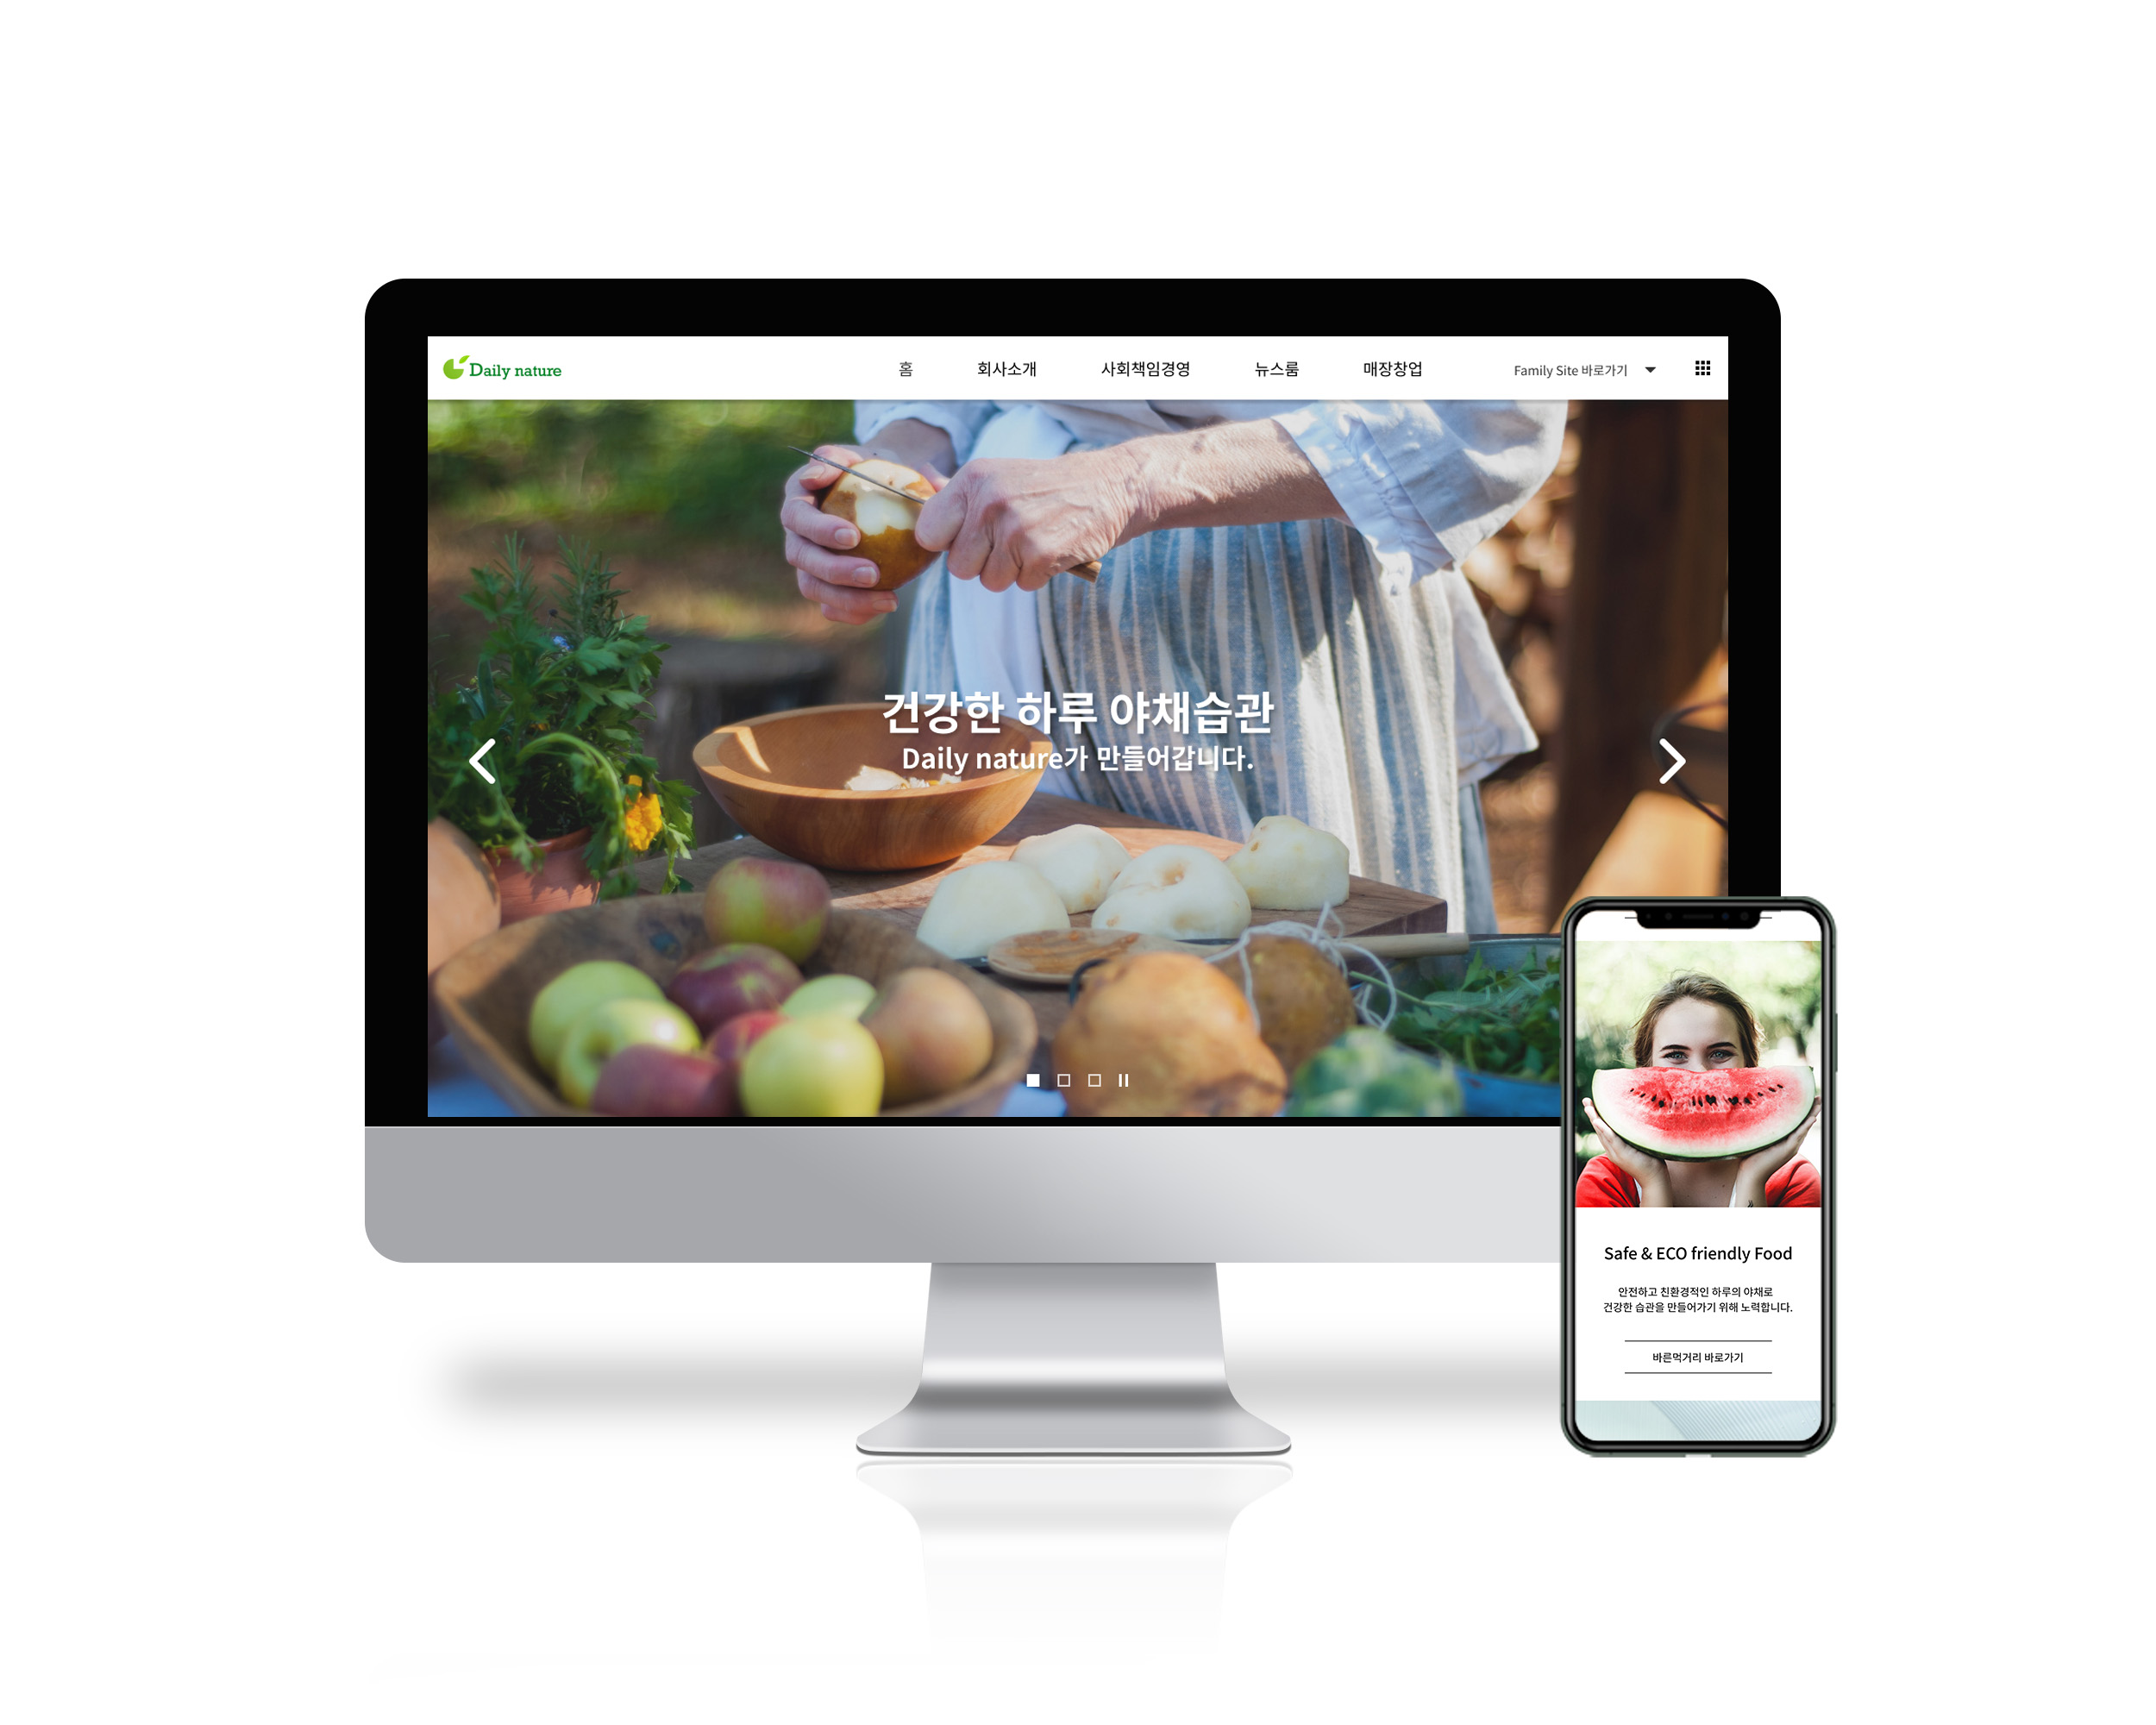 Daily nature
홈 회사소개 사회책임경영 뉴스룸 매장창업 Family Site 바로가기
건강한 하루 야채습관
Daily nature가 만들어갑니다.
Safe & ECO friendly Food
안전하고 친환경적인 하루의 야채로
건강한 습관을 만들어가기 위해 노력합니다.
바른먹거리 바로가기